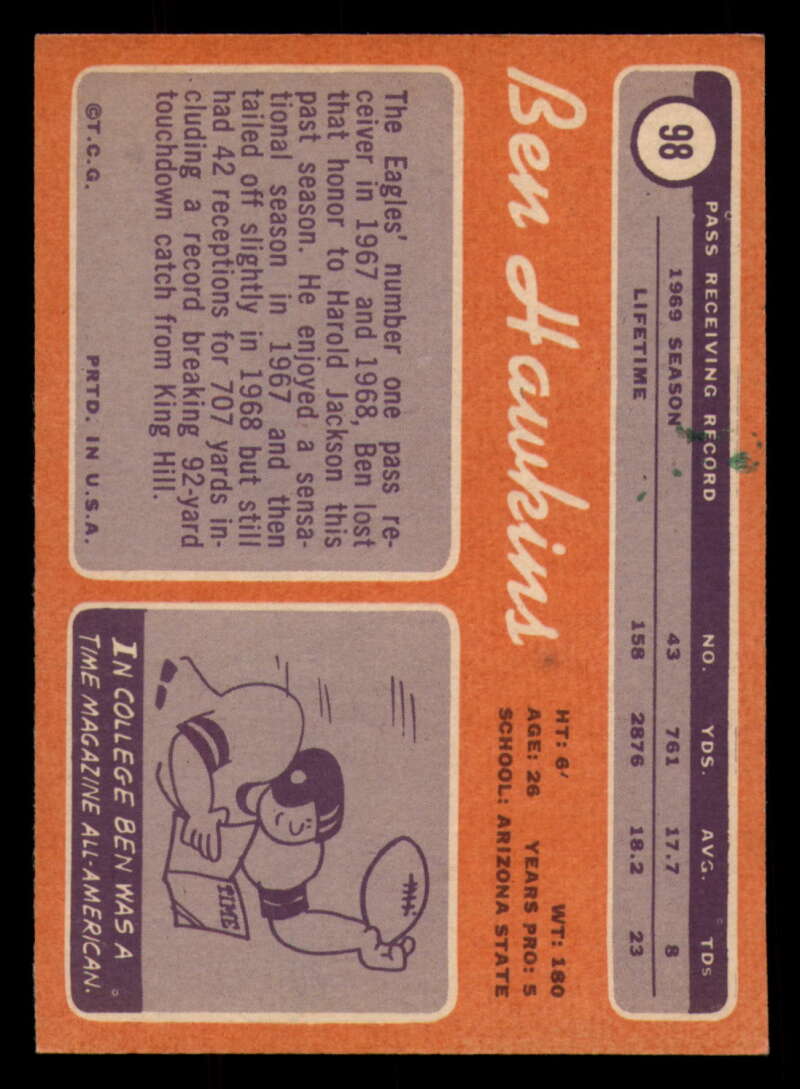 98
PASS RECEIVING RECORD NO. YDS. AVG. TDs
1969 SEASON 43 761 17.7 8
LIFETIME 158 2876 18.2 23
Ben Hawkins
HT: 6' WT: 180
AGE: 26 YEARS PRO: 5
SCHOOL: ARIZONA STATE
The Eagles' number one pass re-
ceiver in 1967 and 1968, Ben lost
that honor to Harold Jackson this
past season. He enjoyed a sensa-
tional season in 1967 and then
tailed off slightly in 1968 but still
had 42 receptions for 707 yards in-
cluding a record breaking 92-yard
touchdown catch from King Hill.
©T.C.G. PRTD. IN U.S.A.
TIME
IN COLLEGE BEN WAS A
TIME MAGAZINE ALL-AMERICAN.